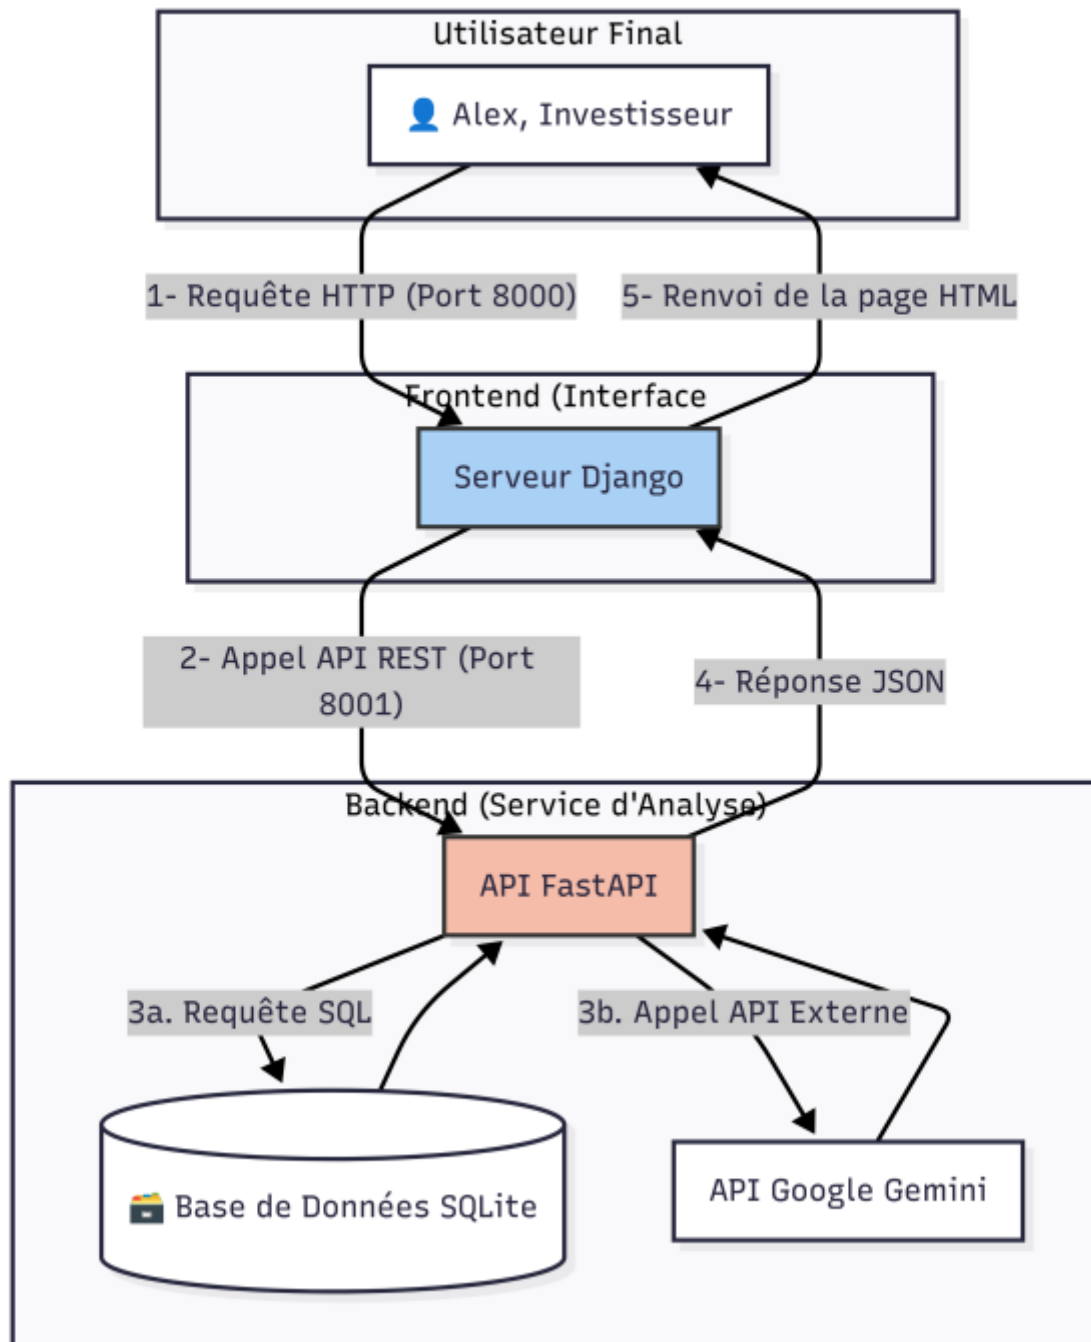 Utilisateur Final
Alex, Investisseur
1- Requête HTTP (Port 8000)
5- Renvoi de la page HTML
Frontend (Interface
Serveur Django
2- Appel API REST (Port
8001)
4- Réponse JSON
Backend (Service d'Analyse)
API FastAPI
3a. Requête SQL
3b. Appel API Externe
Base de Données SQLite
API Google Gemini